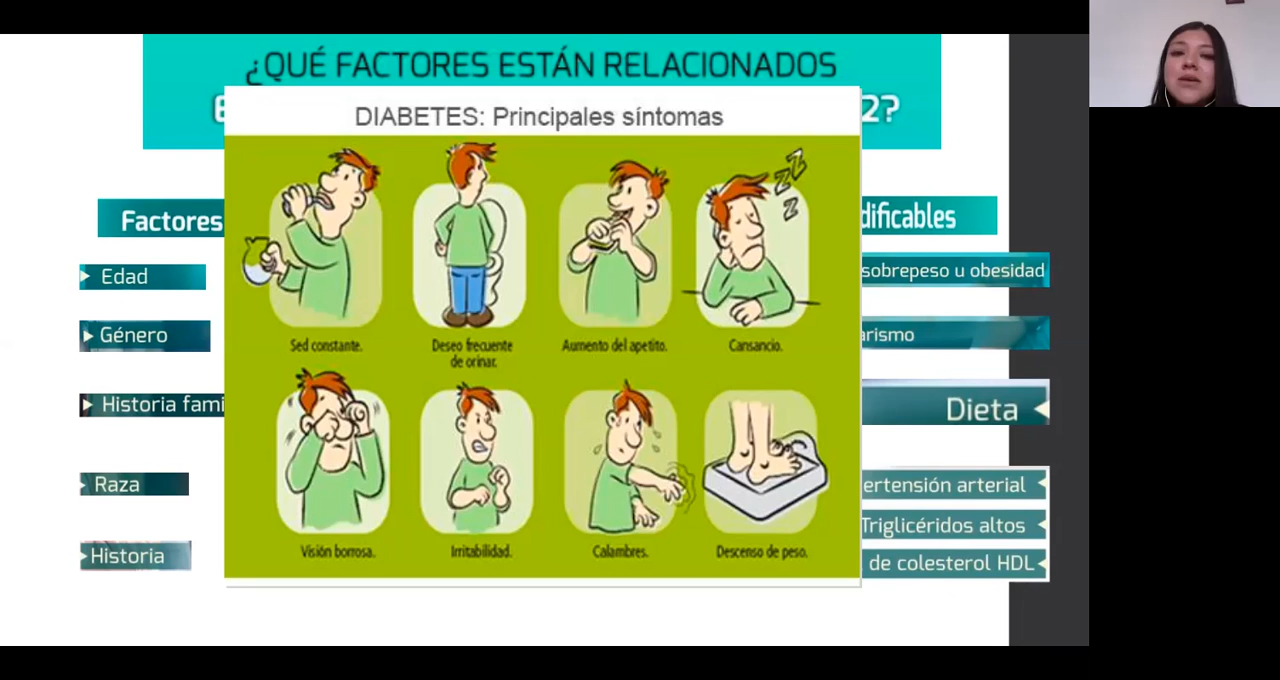 ¿QUÉ FACTORES ESTÁN RELACIONADOS
2?
DIABETES: Principales síntomas
Factores
dificables
Edad
sobrepeso u obesidad
Género
arismo
Historia fami
Dieta
Raza
ertensión arterial
Triglicéridos altos
Historia
de colesterol HDL
Sed constante.
Deseo frecuente
de orinar.
Aumento del apetito.
Cansancio.
Z Z Z
Visión borrosa.
Irritabilidad.
Calambres.
Descenso de peso.